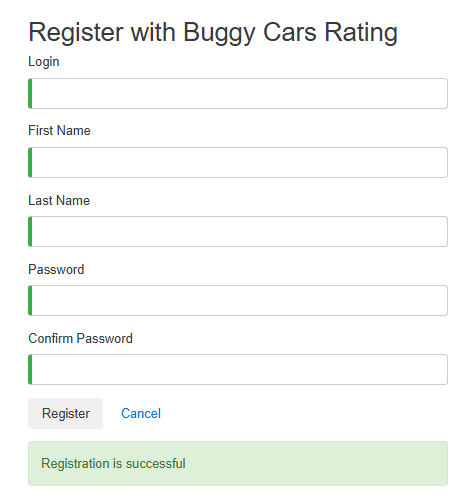 Register with Buggy Cars Rating
Login
First Name
Last Name
Password
Confirm Password
Register Cancel
Registration is successful